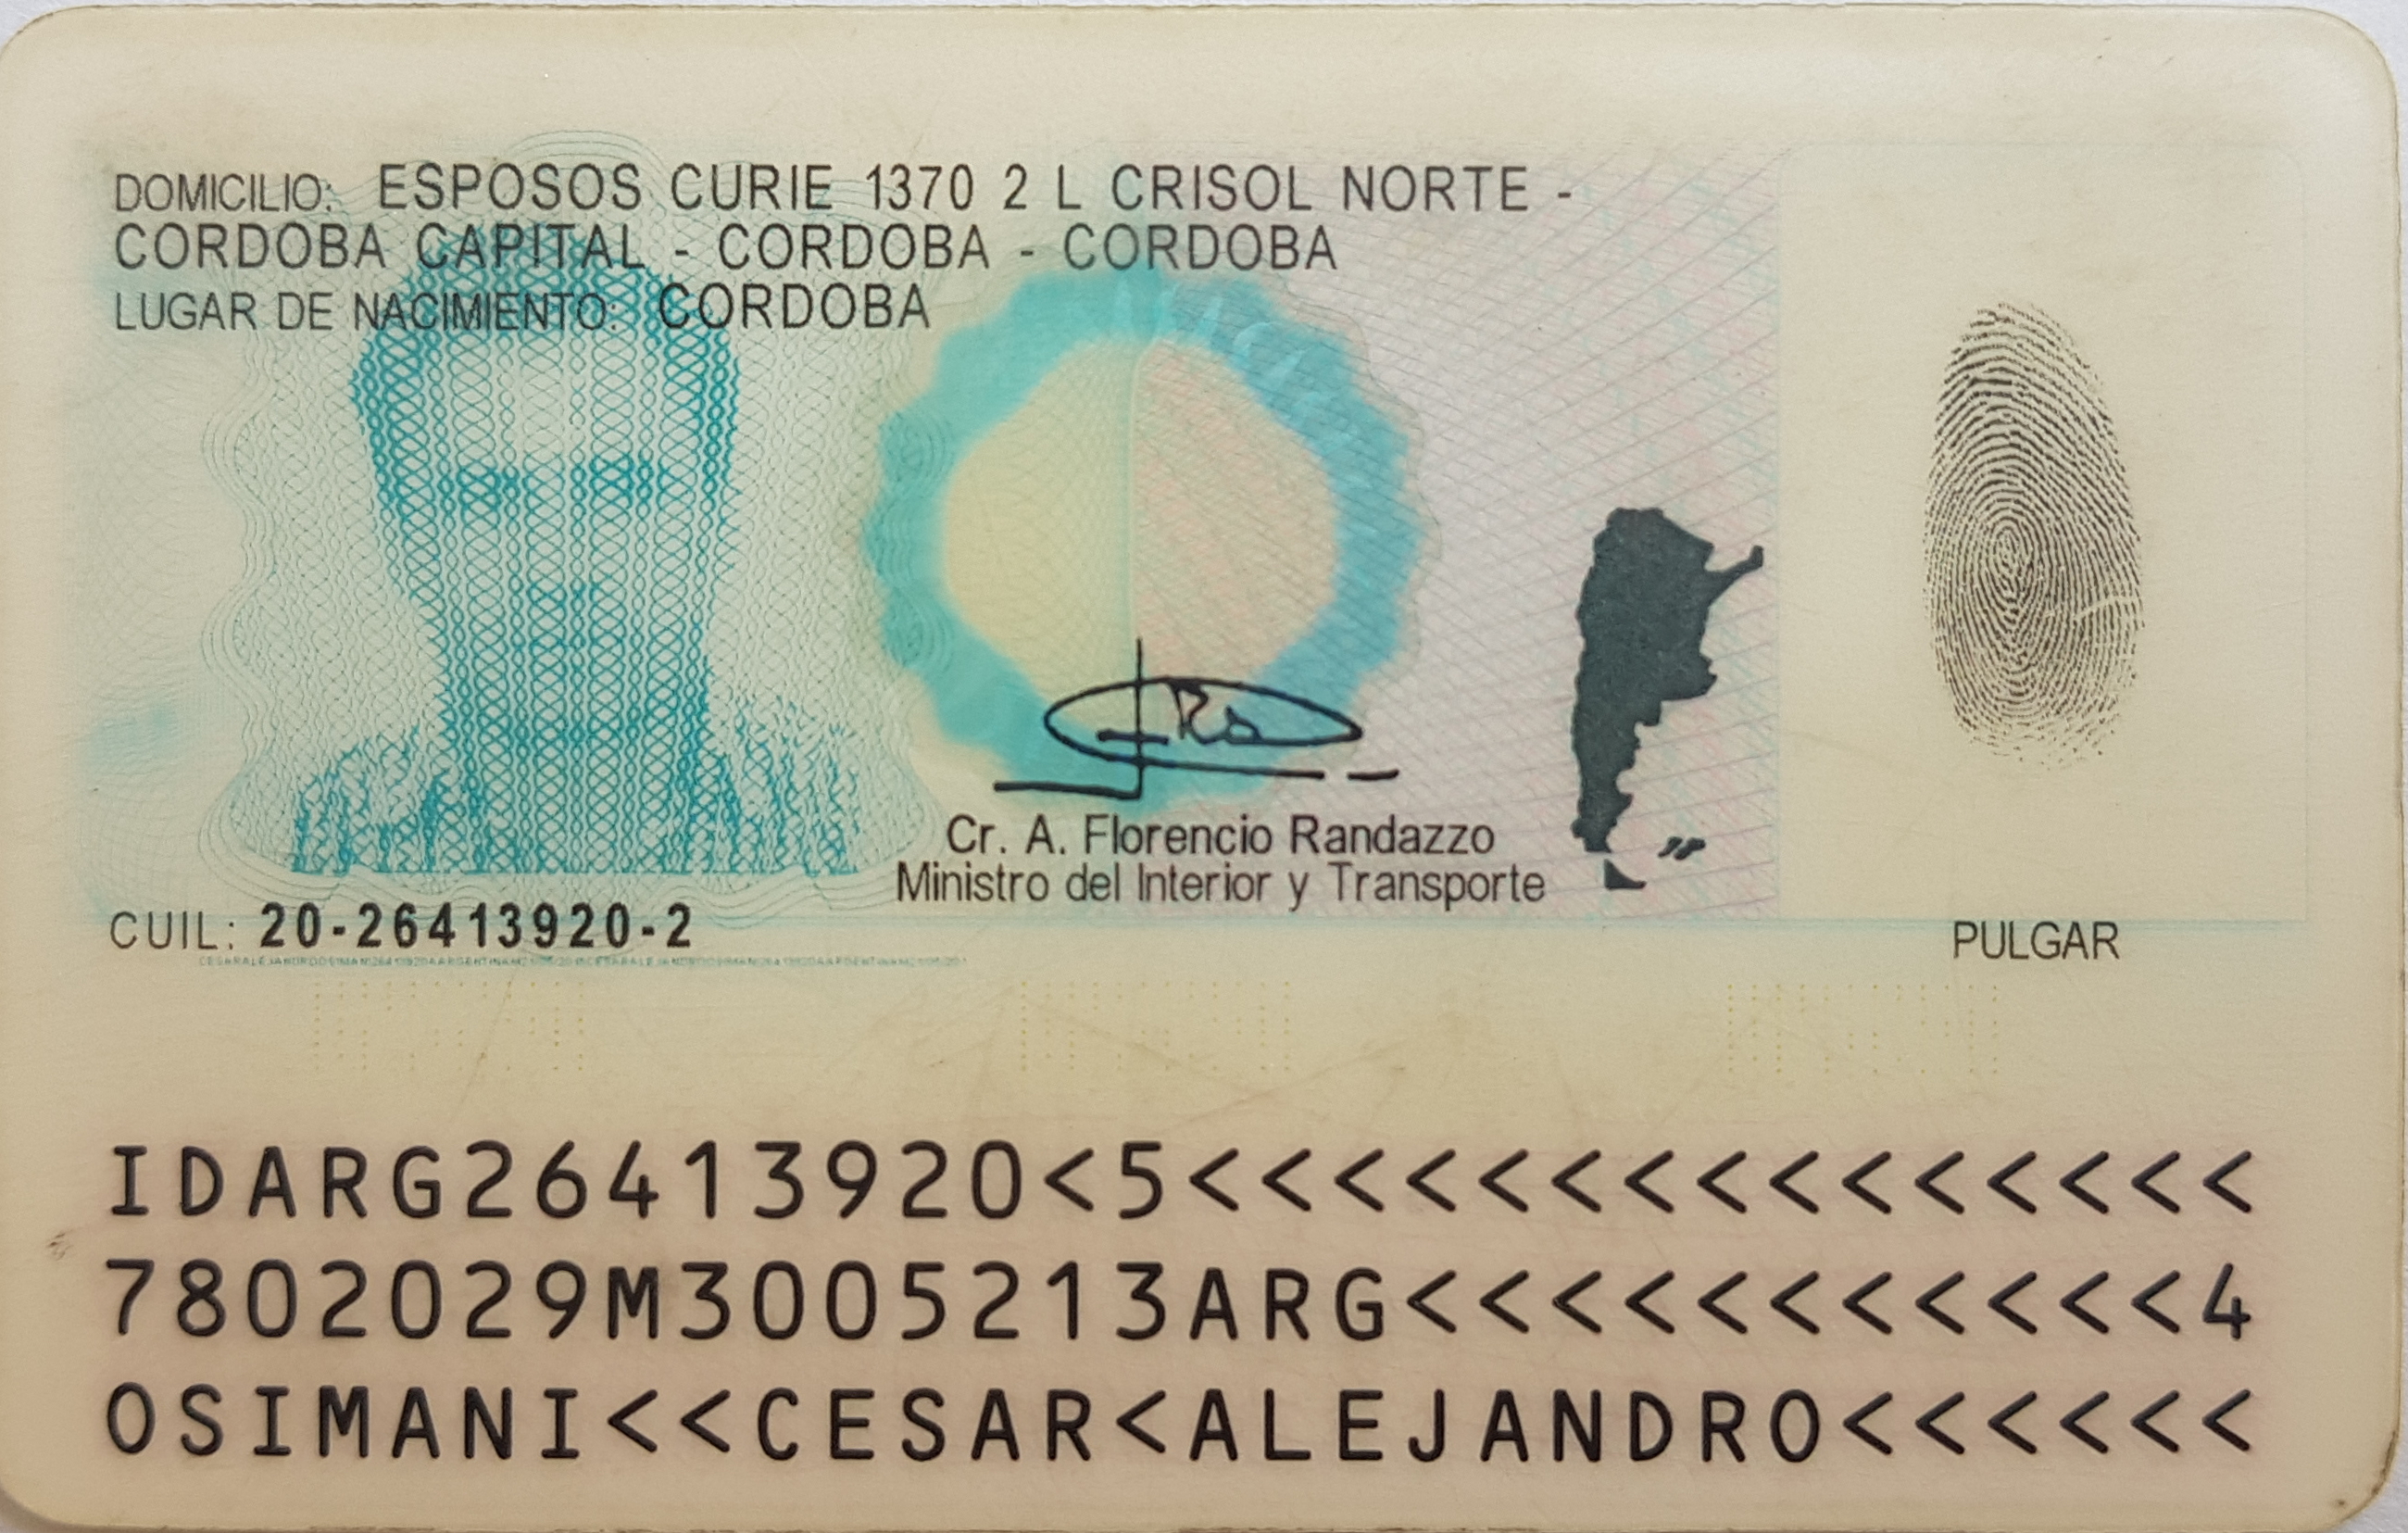 DOMICILIO: ESPOSOS CURIE 1370 2 L CRISOL NORTE -
CORDOBA CAPITAL - CORDOBA - CORDOBA
LUGAR DE NACIMIENTO: CORDOBA
Cr. A. Florencio Randazzo
Ministro del Interior y Transporte
CUIL: 20-26413920-2
PULGAR
IDARG26413920<5<<<<<<<<<<<<<<<
7802029M3005213ARG<<<<<<<<<<<4
OSIMANI<<CESAR<ALEJANDRO<<<<<<